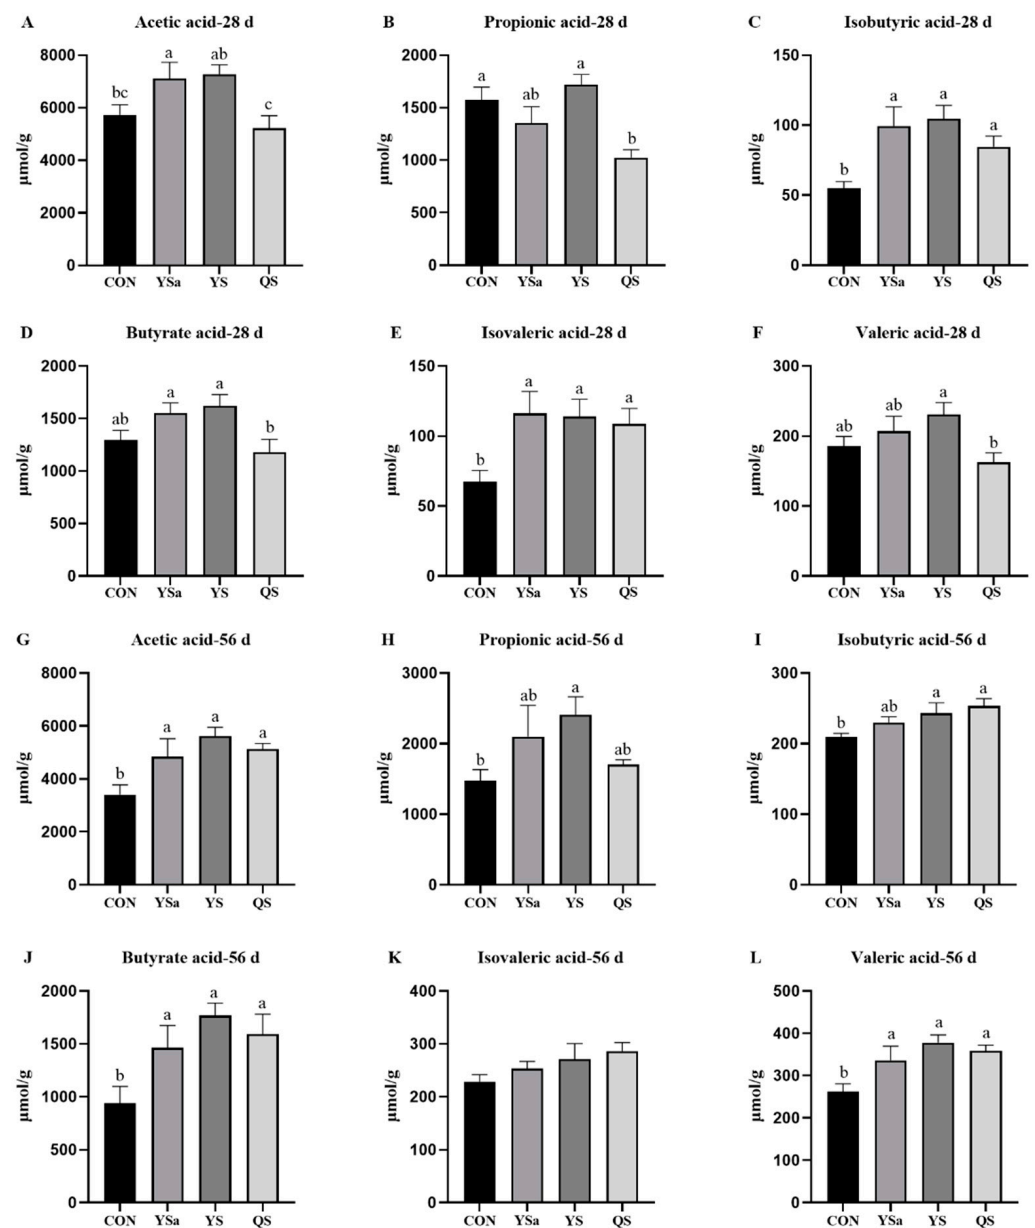 A Acetic acid-28 d
8000
6000
4000
2000
0
µmol/g
bc
a
ab
c
CON YSa YS QS
B Propionic acid-28 d
2000
1500
1000
500
0
µmol/g
a
ab
a
b
CON YSa YS QS
C Isobutyric acid-28 d
150
100
50
0
µmol/g
b
a
a
a
CON YSa YS QS
D Butyrate acid-28 d
2000
1500
1000
500
0
µmol/g
ab
a
a
b
CON YSa YS QS
E Isovaleric acid-28 d
150
100
50
0
µmol/g
b
a
a
a
CON YSa YS QS
F Valeric acid-28 d
300
200
100
0
µmol/g
ab
ab
a
b
CON YSa YS QS
G Acetic acid-56 d
8000
6000
4000
2000
0
µmol/g
b
a
a
a
CON YSa YS QS
H Propionic acid-56 d
3000
2000
1000
0
µmol/g
b
ab
a
ab
CON YSa YS QS
I Isobutyric acid-56 d
300
200
100
0
µmol/g
b
ab
a
a
CON YSa YS QS
J Butyrate acid-56 d
2000
1500
1000
500
0
µmol/g
b
a
a
a
CON YSa YS QS
K Isovaleric acid-56 d
400
300
200
100
0
µmol/g
CON YSa YS QS
L Valeric acid-56 d
500
400
300
200
100
0
µmol/g
b
a
a
a
CON YSa YS QS